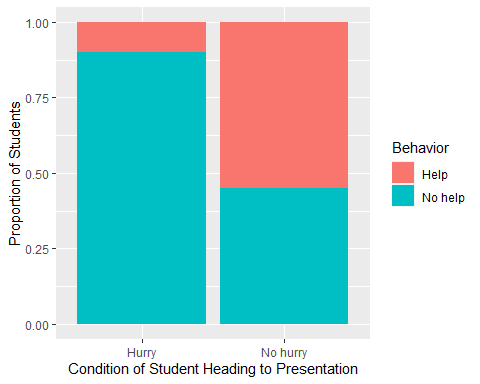 1.00
0.75
0.50
0.25
0.00
Proportion of Students
Hurry
No hurry
Condition of Student Heading to Presentation
Behavior
Help
No help